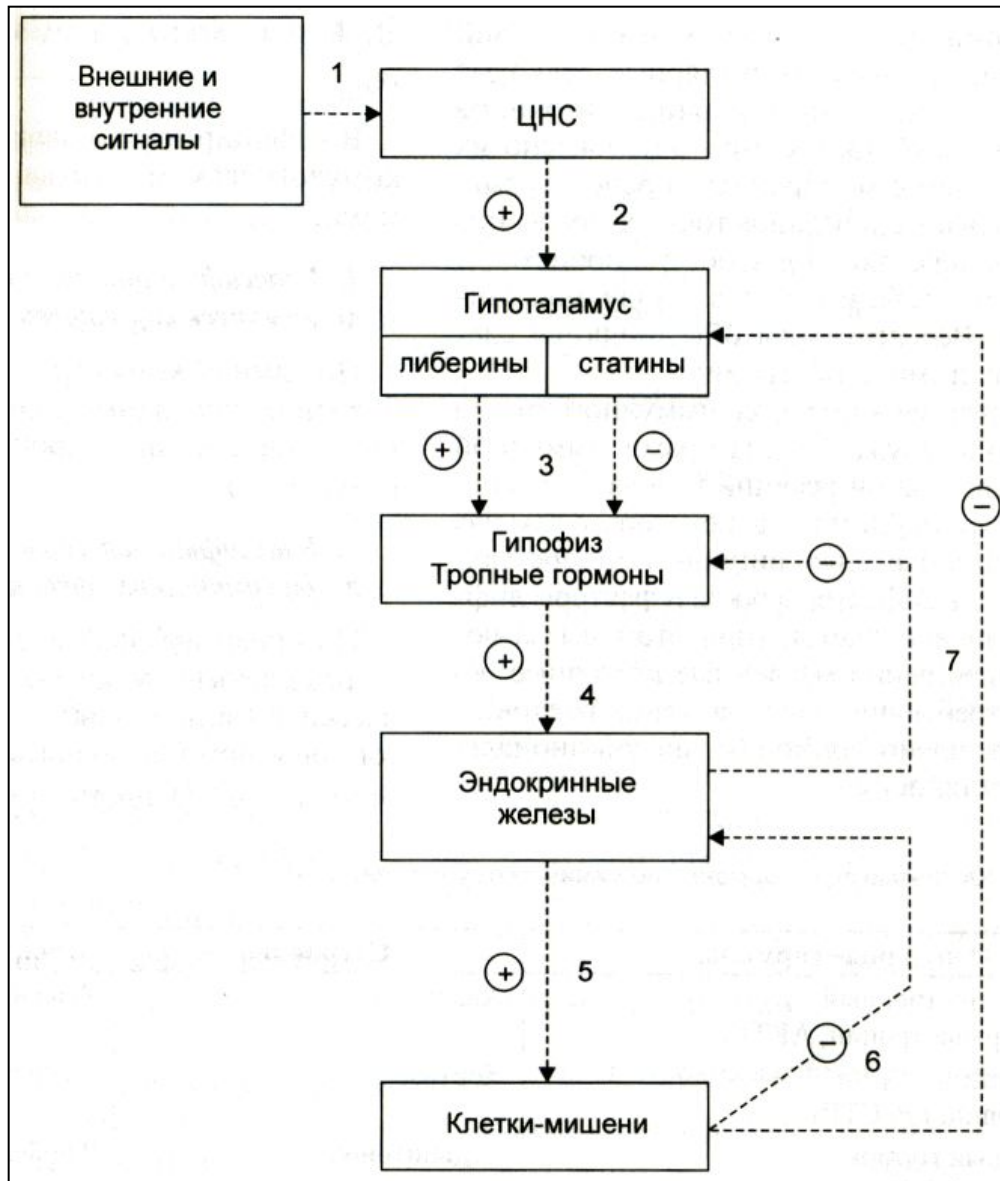 Внешние и
внутренние
сигналы
1
ЦНС
+
2
Гипоталамус
либерины
статины
+
3
−
−
Гипофиз
Тропные гормоны
−
7
+
4
Эндокринные
железы
+
5
−
6
Клетки-мишени